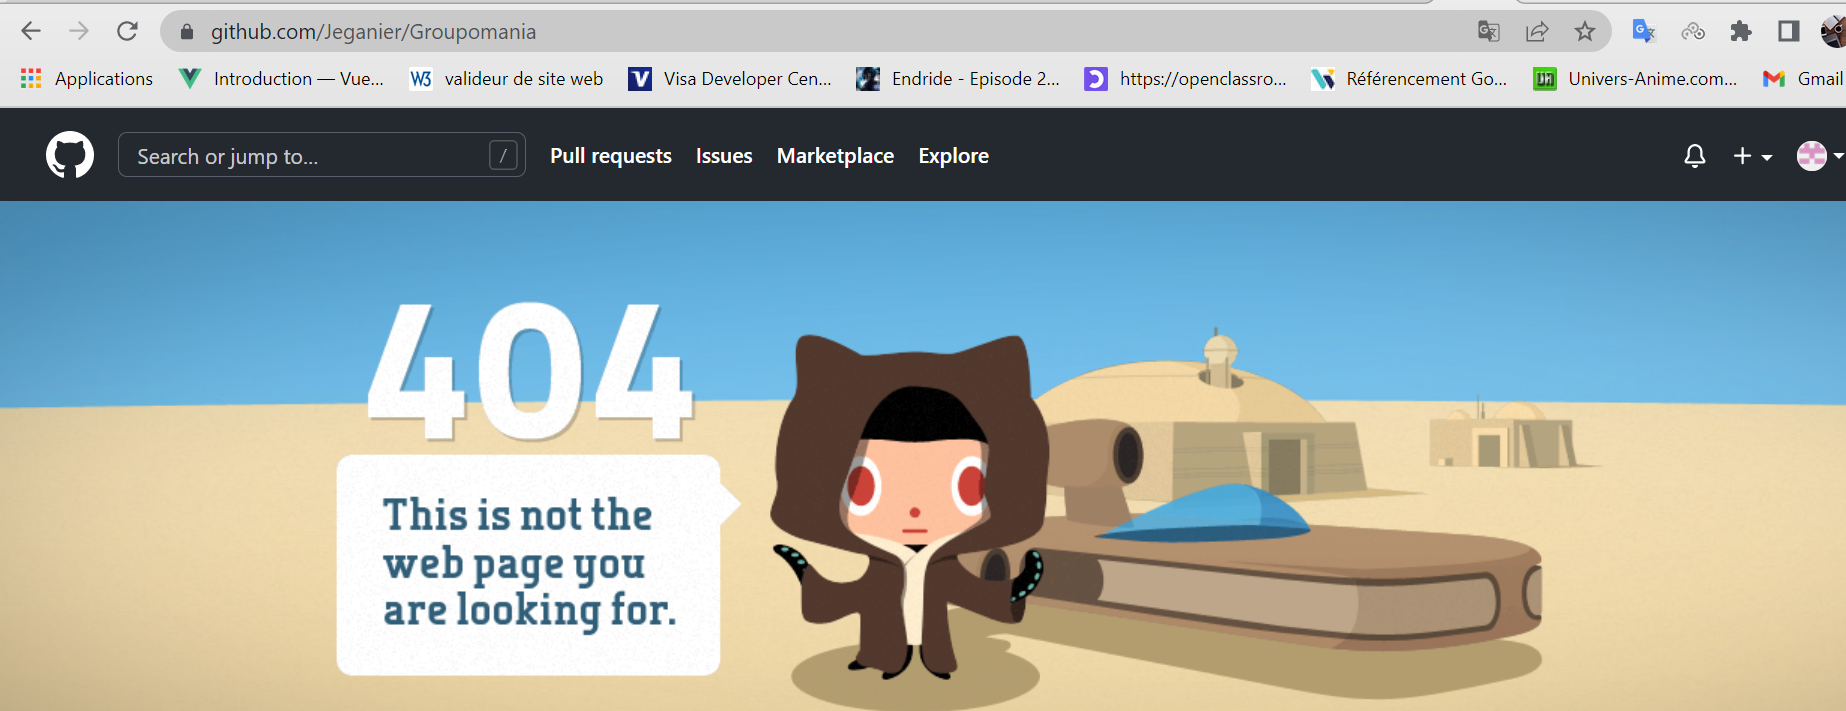 github.com/Jeganier/Groupomania
Applications Introduction — Vue... W3 valideur de site web V Visa Developer Cen... Endride - Episode 2... https://openclassro... Référencement Go... Univers-Anime.com... Gmail
Search or jump to... / Pull requests Issues Marketplace Explore
404
This is not the
web page you
are looking for.